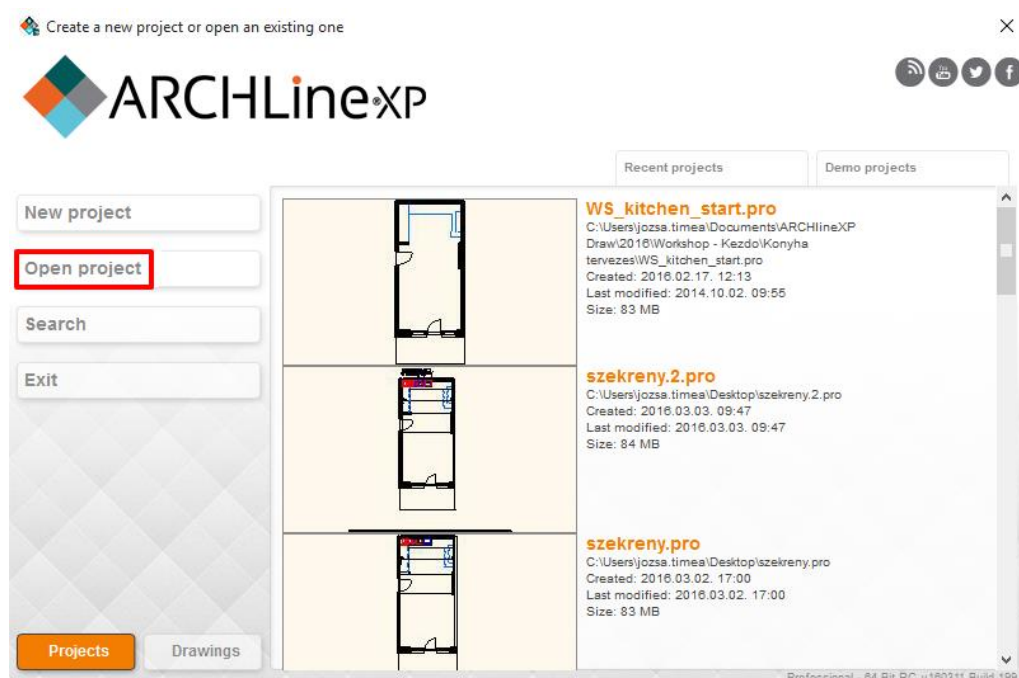 Create a new project or open an existing one
ARCHLine®XP
Recent projects
Demo projects
New project
Open project
Search
Exit
WS_kitchen_start.pro
C:\Users\jozsa.timea\Documents\ARCHlineXP
Draw\2016\Workshop - Kezdo\Konyha
tervezes\WS_kitchen_start.pro
Created: 2016.02.17. 12:13
Last modified: 2014.10.02. 09:55
Size: 83 MB
szekreny.2.pro
C:\Users\jozsa.timea\Desktop\szekreny.2.pro
Created: 2016.03.03. 09:47
Last modified: 2016.03.03. 09:47
Size: 84 MB
szekreny.pro
C:\Users\jozsa.timea\Desktop\szekreny.pro
Created: 2016.03.02. 17:00
Last modified: 2016.03.02. 17:00
Size: 83 MB
Projects
Drawings